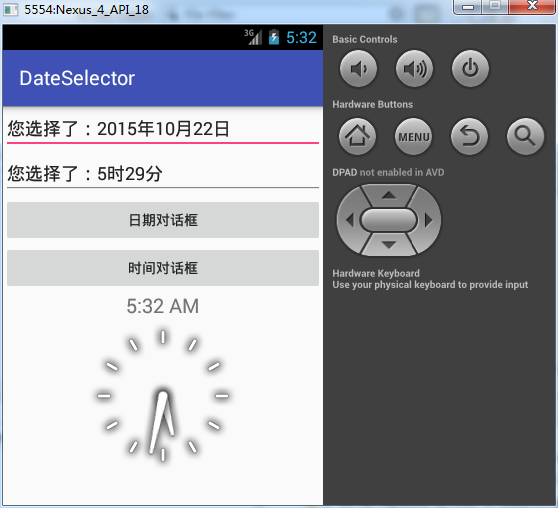 5554:Nexus_4_API_18
3G 5:32
DateSelector
您选择了：2015年10月22日
您选择了：5时29分
日期对话框
时间对话框
5:32 AM
Basic Controls
Hardware Buttons
MENU
DPAD not enabled in AVD
Hardware Keyboard
Use your physical keyboard to provide input